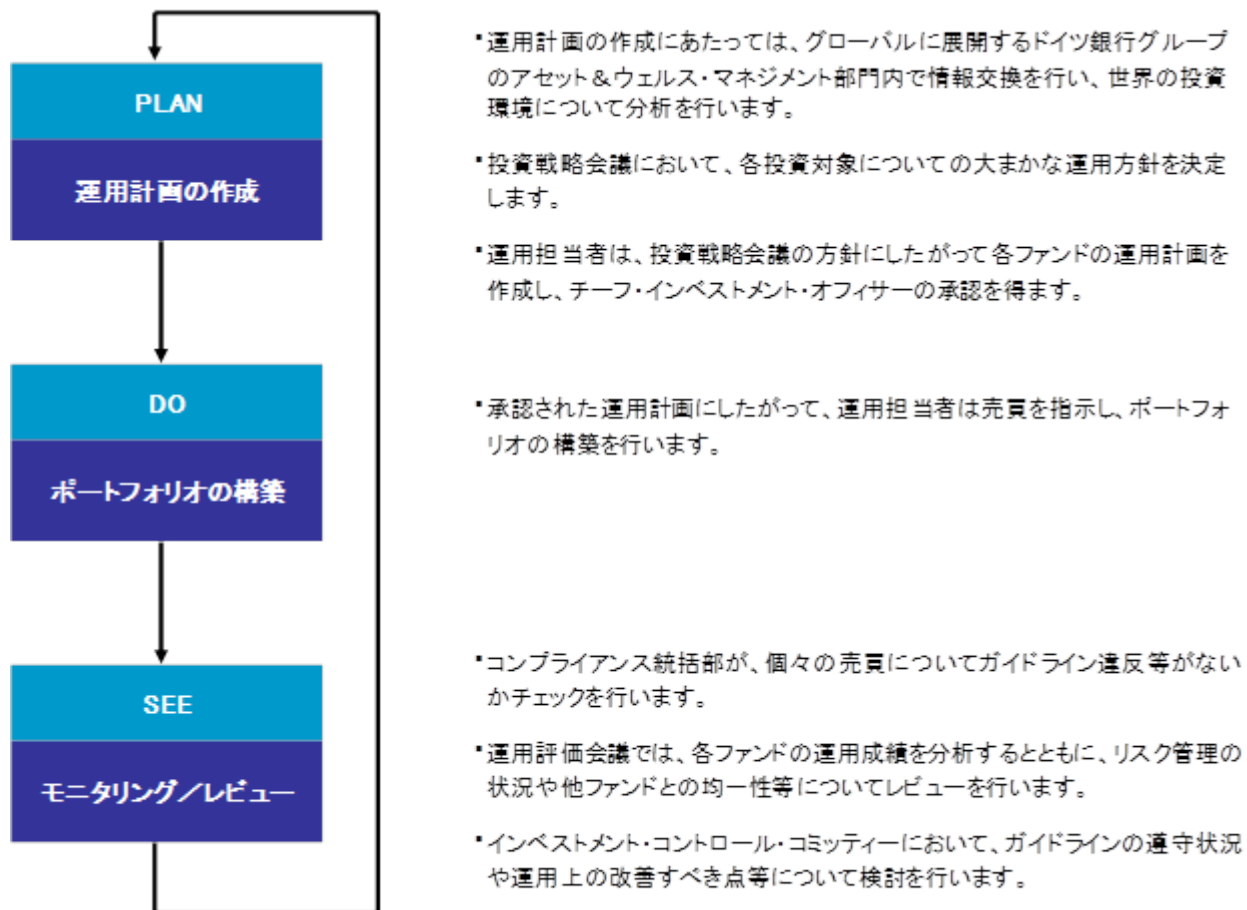 PLAN
運用計画の作成
▪運用計画の作成にあたっては、グローバルに展開するドイツ銀行グループ
のアセット&ウェルス・マネジメント部門内で情報交換を行い、世界の投資
環境について分析を行います。
▪投資戦略会議において、各投資対象についての大まかな運用方針を決定
します。
▪運用担当者は、投資戦略会議の方針にしたがって各ファンドの運用計画を
作成し、チーフ・インベストメント・オフィサーの承認を得ます。
DO
ポートフォリオの構築
▪承認された運用計画にしたがって、運用担当者は売買を指示し、ポートフォ
リオの構築を行います。
SEE
モニタリング/レビュー
▪コンプライアンス統括部が、個々の売買についてガイドライン違反等がない
かチェックを行います。
▪運用評価会議では、各ファンドの運用成績を分析するとともに、リスク管理の
状況や他ファンドとの均一性等についてレビューを行います。
▪インベストメント・コントロール・コミッティーにおいて、ガイドラインの遵守状況
や運用上の改善すべき点等について検討を行います。